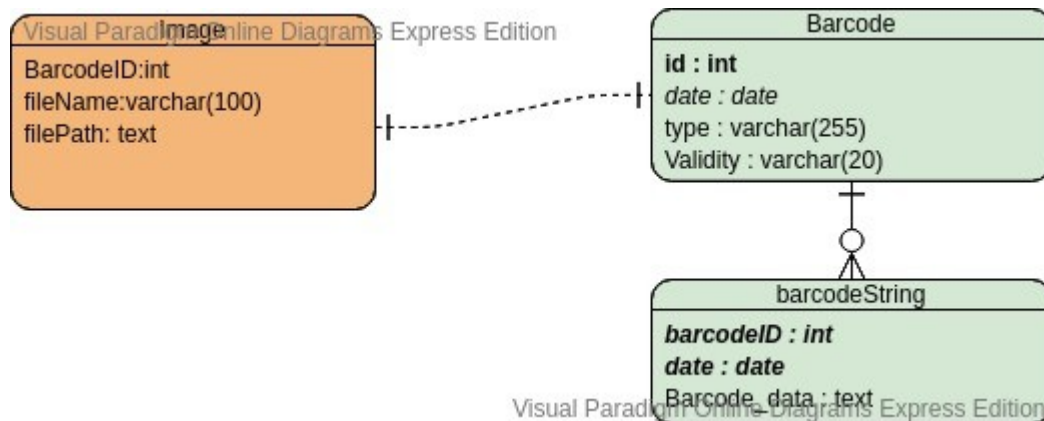 Visual Paradigm Online Diagrams Express Edition
Image
BarcodeID:int
fileName:varchar(100)
filePath: text
Barcode
id : int
date : date
type : varchar(255)
Validity : varchar(20)
barcodeString
barcodeID : int
date : date
Barcode_data : text
Visual Paradigm Online Diagrams Express Edition